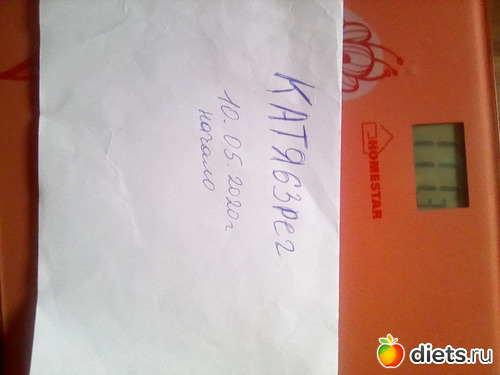 КАТЯ63рег
10.05.2020г.
начало
HOMESTAR
diets.ru